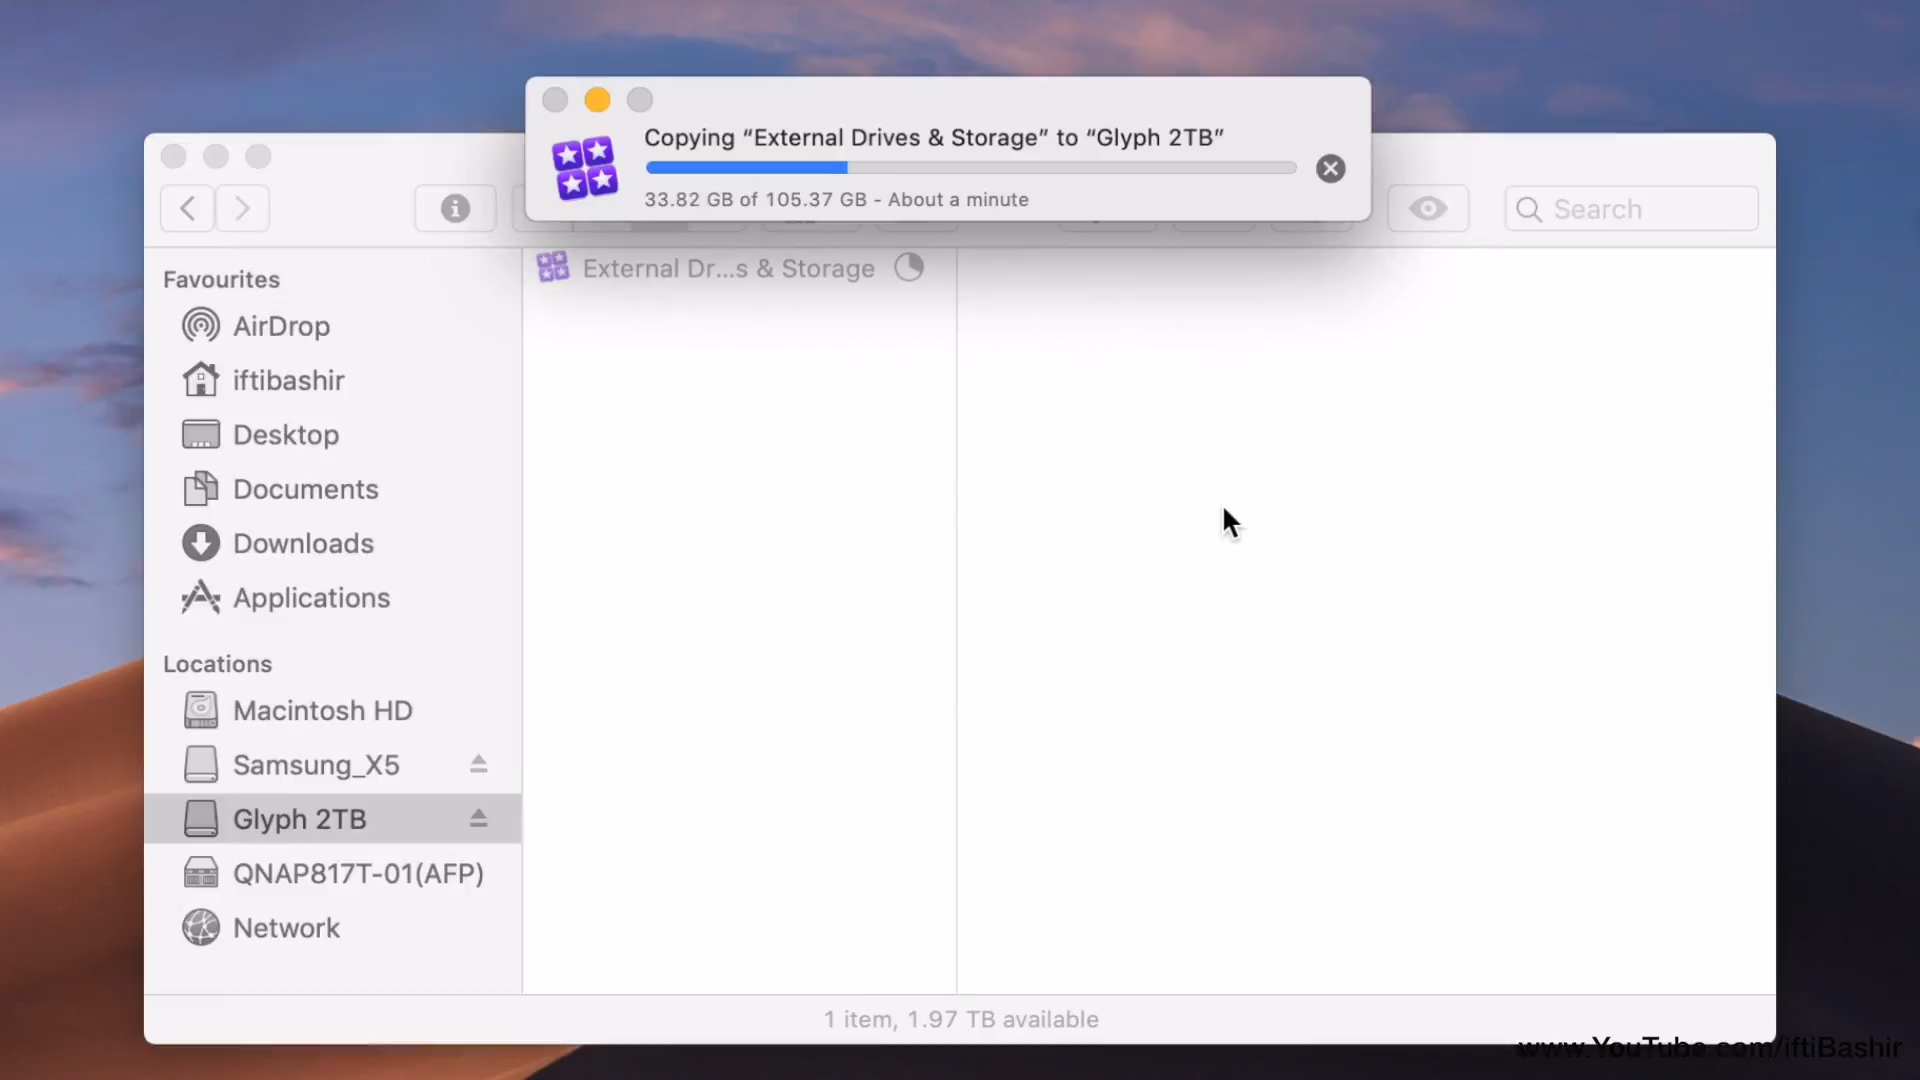 Copying “External Drives & Storage” to “Glyph 2TB”
33.82 GB of 105.37 GB - About a minute
Search
External Dr...s & Storage
Favourites
AirDrop
iftibashir
Desktop
Documents
Downloads
Applications
Locations
Macintosh HD
Samsung_X5
Glyph 2TB
QNAP817T-01(AFP)
Network
1 item, 1.97 TB available
www.YouTube.com/iftiBashir